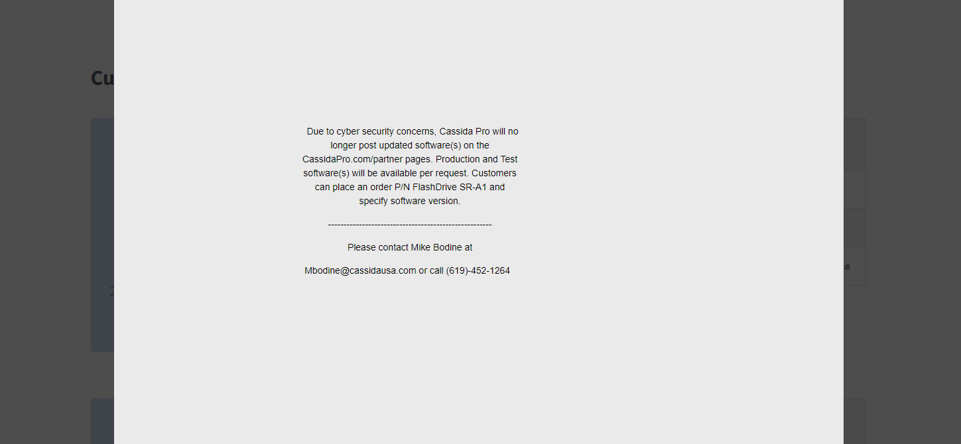 Cu
Due to cyber security concerns, Cassida Pro will no
longer post updated software(s) on the
CassidaPro.com/partner pages. Production and Test
software(s) will be available per request. Customers
can place an order P/N FlashDrive SR-A1 and
specify software version.
------------------------------------------------------
Please contact Mike Bodine at
Mbodine@cassidausa.com or call (619)-452-1264